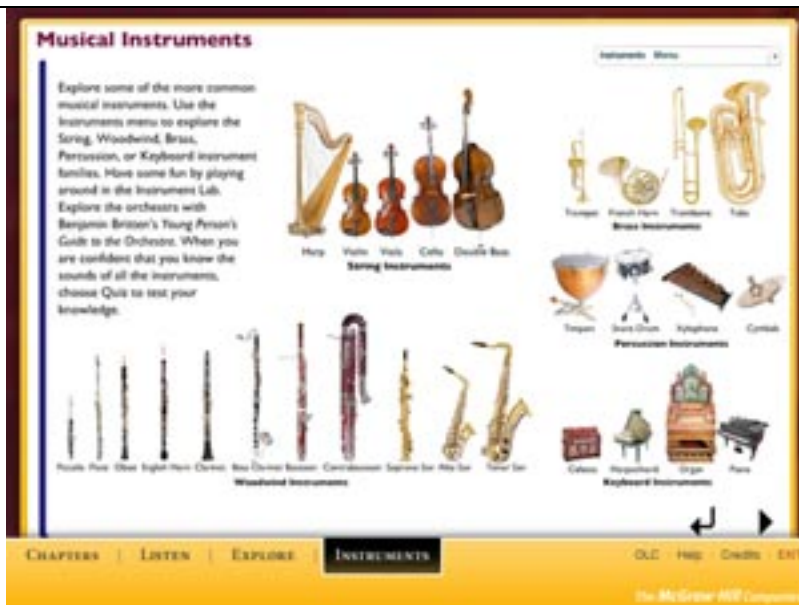 Musical Instruments
Instruments Menu
Explore some of the more common
musical instruments. Use the
Instruments menu to explore the
String, Woodwind, Brass,
Percussion, or Keyboard instrument
families. Have some fun by playing
around in the Instrument Lab.
Explore the orchestra with
Benjamin Britten's Young Person's
Guide to the Orchestra. When you
are confident that you know the
sounds of all the instruments,
choose Quiz to test your
knowledge.
Harp Violin Viola Cello Double Bass
String Instruments
Trumpet French Horn Trombone Tuba
Brass Instruments
Timpani Snare Drum Xylophone Cymbals
Percussion Instruments
Piccolo Flute Oboe English Horn Clarinet Bass Clarinet Bassoon Contrabassoon Soprano Sax Alto Sax Tenor Sax
Woodwind Instruments
Celesta Harpsichord Organ Piano
Keyboard Instruments
CHAPTERS | LISTEN | EXPLORE | INSTRUMENTS
OLC Help Credits EXIT
The McGraw-Hill Companies